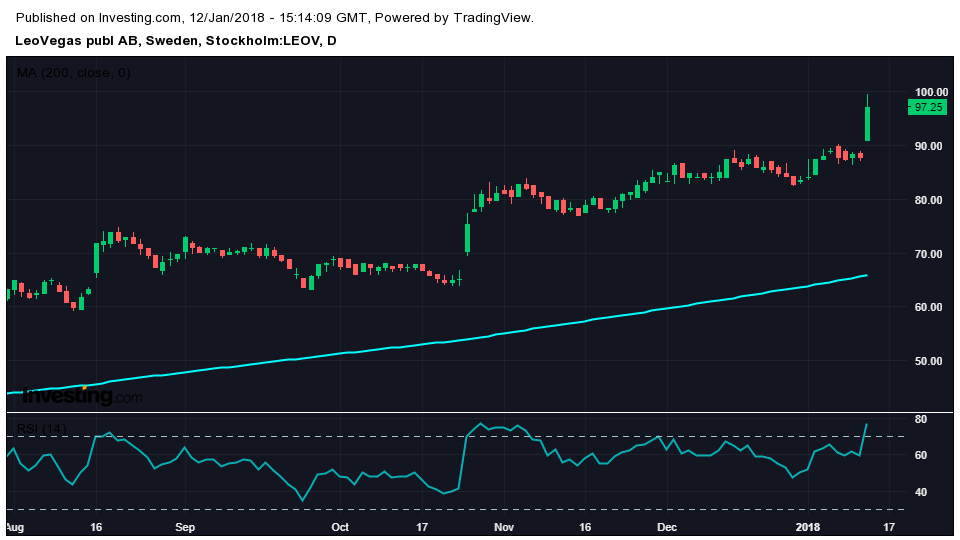 Published on Investing.com, 12/Jan/2018 - 15:14:09 GMT, Powered by TradingView.
LeoVegas publ AB, Sweden, Stockholm:LEOV, D
MA (200, close, 0)
100.00
97.25
90.00
80.00
70.00
60.00
50.00
Investing.com
RSI (14)
80
60
40
Aug 16 Sep Oct 17 Nov 16 Dec 2018 17